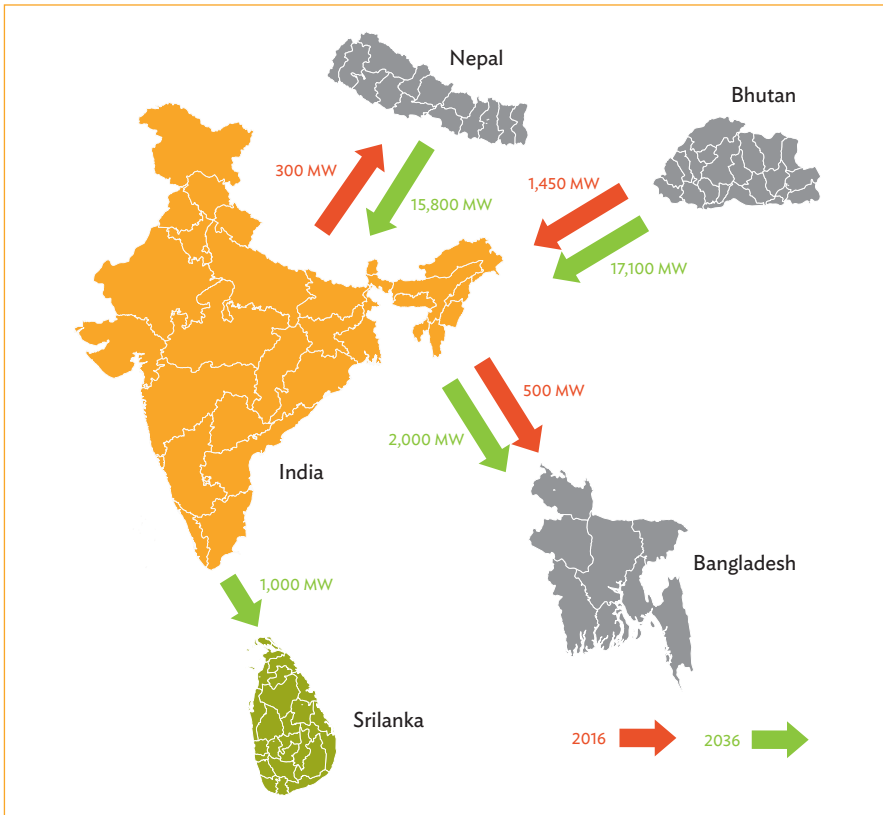 Nepal
Bhutan
300 MW
1,450 MW
15,800 MW
17,100 MW
500 MW
2,000 MW
India
Bangladesh
1,000 MW
Srilanka
2016
2036